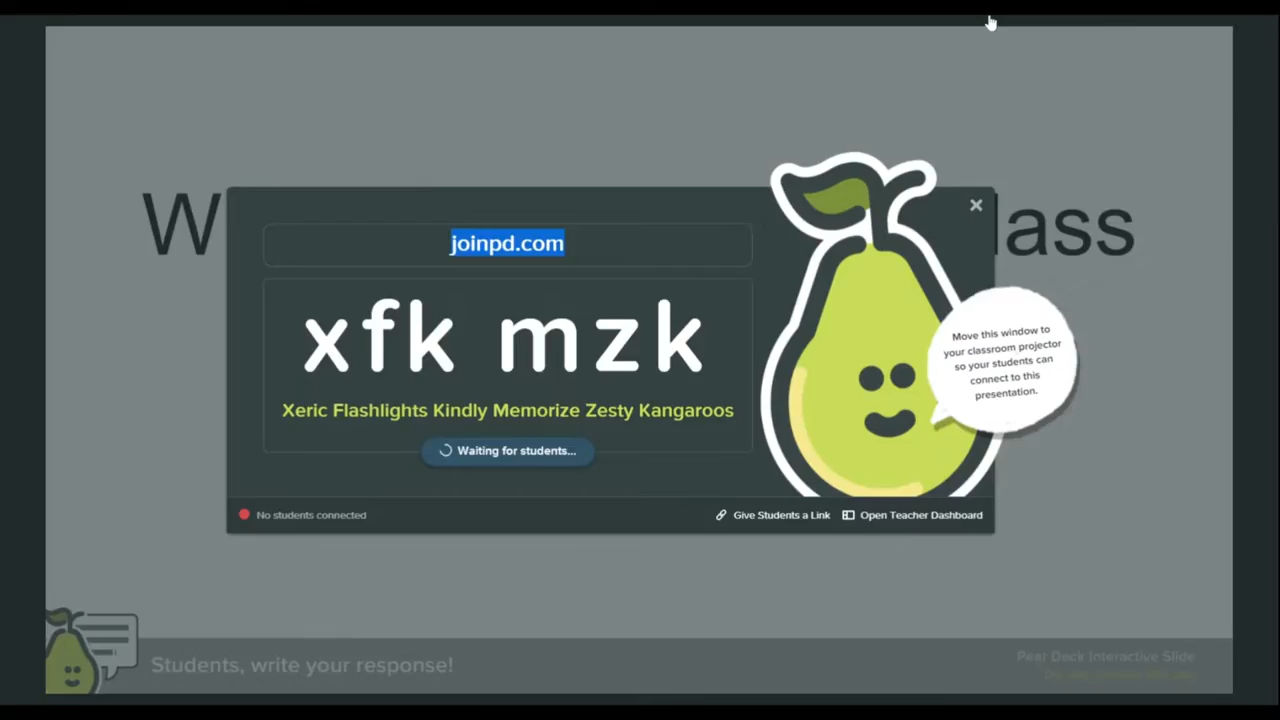 W lass
joinpd.com
xfk mzk
Xeric Flashlights Kindly Memorize Zesty Kangaroos
Waiting for students...
Move this window to
your classroom projector
so your students can
connect to this
presentation.
No students connected
Give Students a Link
Open Teacher Dashboard
Students, write your response!
Pear Deck Interactive Slide